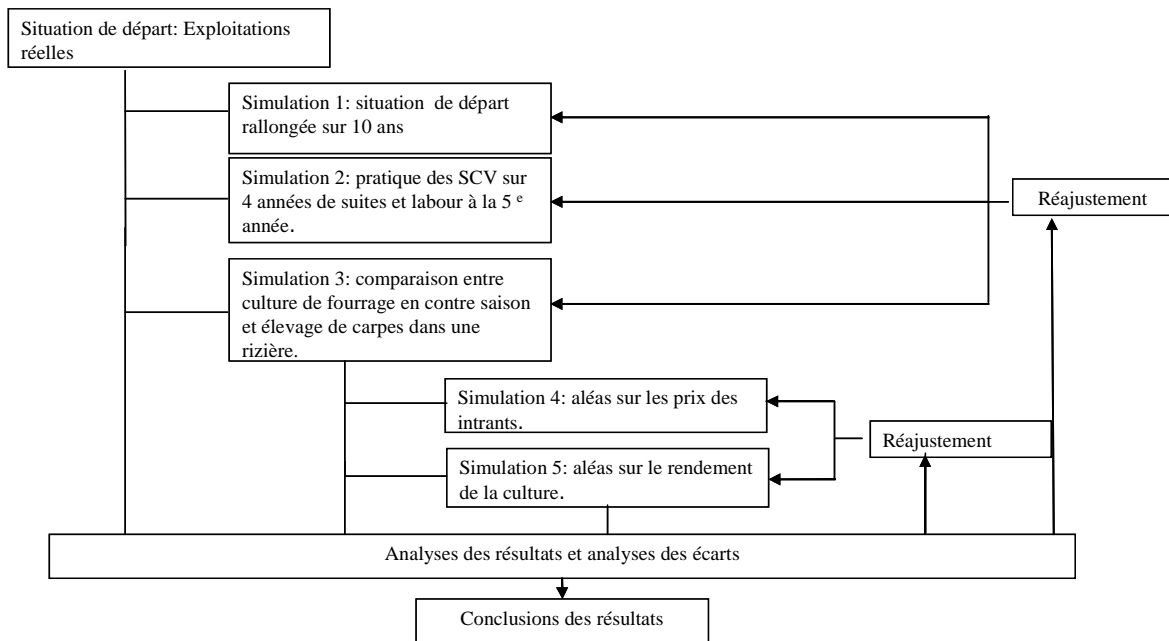 Situation de départ: Exploitations
réelles
Simulation 1: situation de départ
rallongée sur 10 ans
Simulation 2: pratique des SCV sur
4 années de suites et labour à la 5 e
année.
Réajustement
Simulation 3: comparaison entre
culture de fourrage en contre saison
et élevage de carpes dans une
rizière.
Simulation 4: aléas sur les prix des
intrants.
Réajustement
Simulation 5: aléas sur le rendement
de la culture.
Analyses des résultats et analyses des écarts
Conclusions des résultats